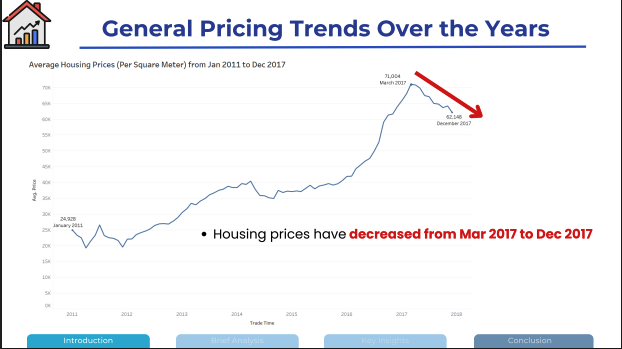 General Pricing Trends Over the Years
Average Housing Prices (Per Square Meter) from Jan 2011 to Dec 2017
71,004
March 2017
70K
65K
62,148
December 2017
60K
55K
50K
45K
40K
35K
30K
25K
20K
15K
10K
5K
0K
Avg. Price
24,928
January 2011
• Housing prices have decreased from Mar 2017 to Dec 2017
2011 2012 2013 2014 2015 2016 2017 2018
Trade Time
Introduction Brief Analysis Key Insights Conclusion